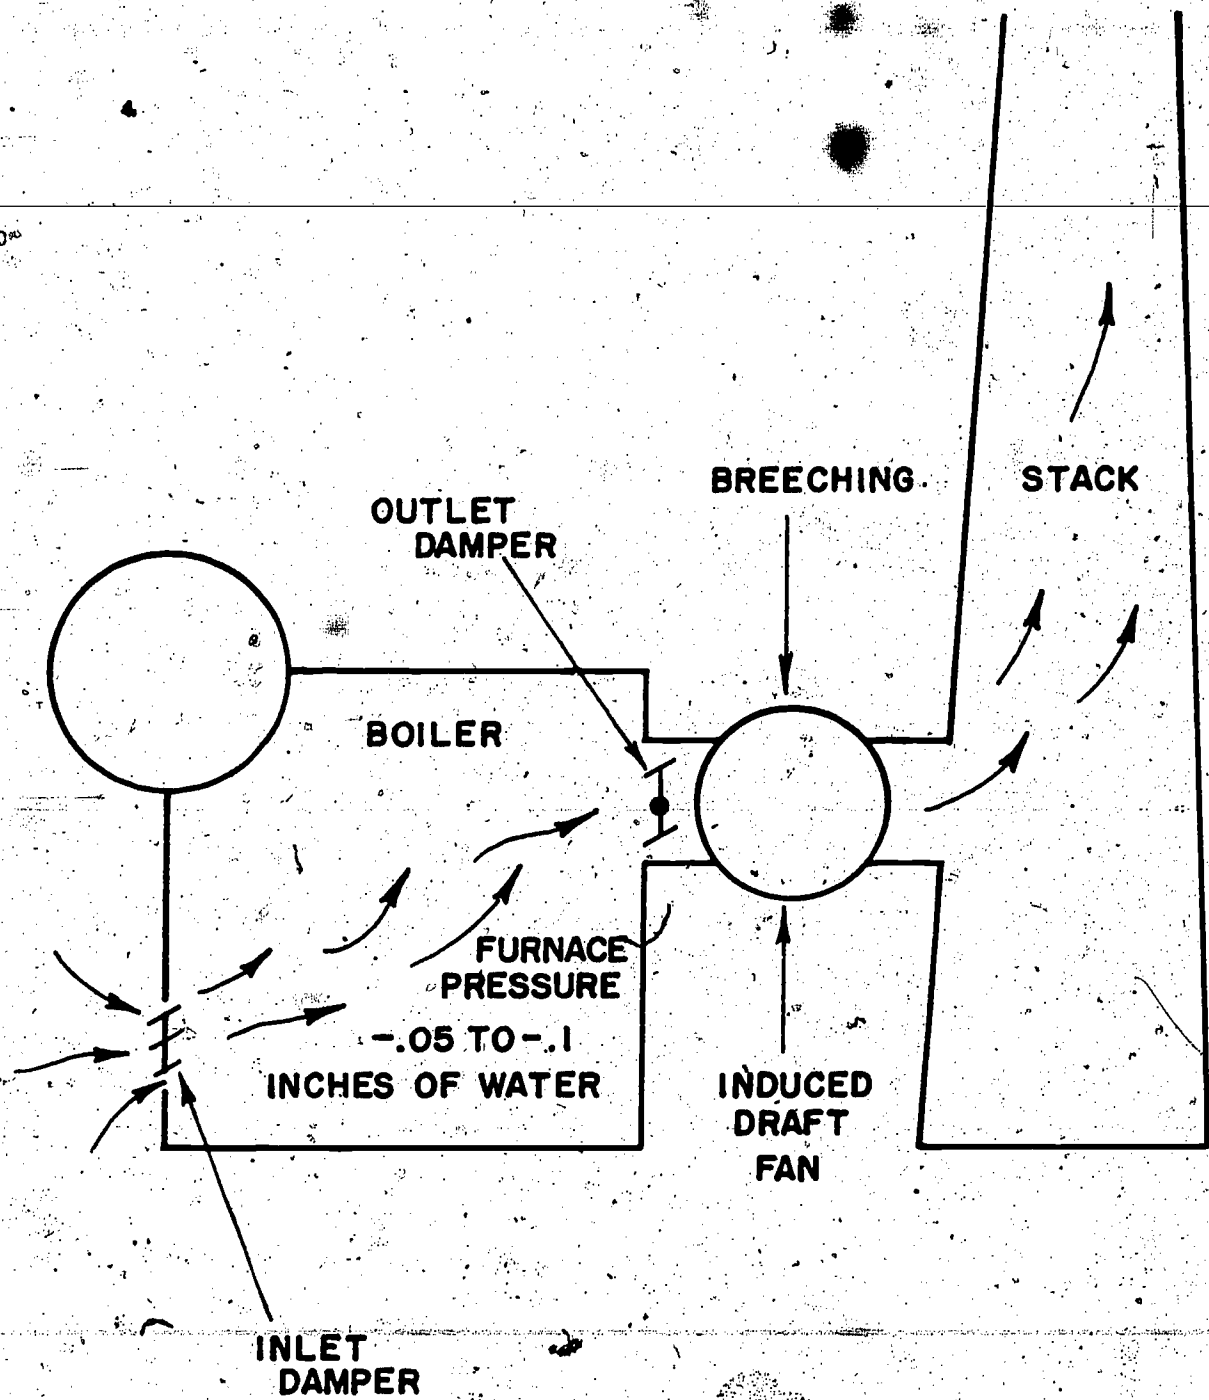 BREECHING
STACK
OUTLET
DAMPER
BOILER
FURNACE
PRESSURE
-.05 TO -.1
INCHES OF WATER
INDUCED
DRAFT
FAN
INLET
DAMPER